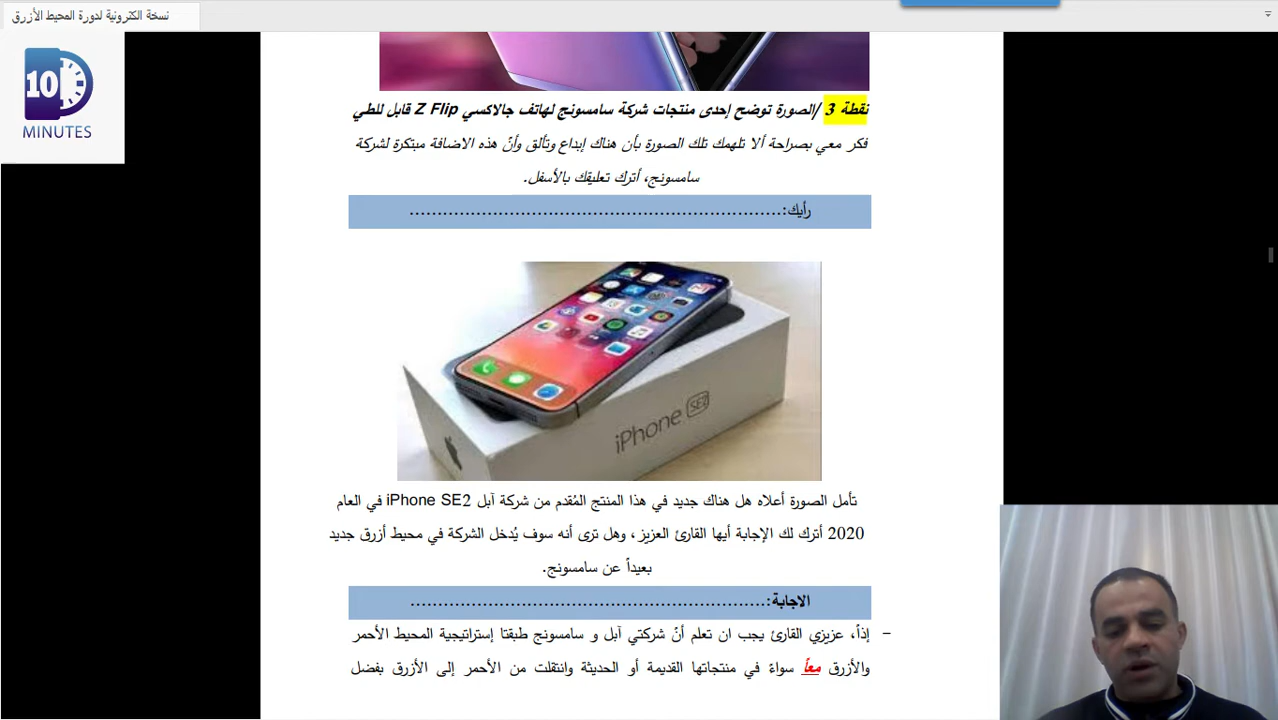 نسخة الكترونية لدورة المحيط الأزرق
10
MINUTES
نقطة 3 /الصورة توضح إحدى منتجات شركة سامسونج لهاتف جالاكسي Z Flip قابل للطي
فكر معي بصراحة ألا تلهمك تلك الصورة بأن هناك إبداع وتألق وأنّ هذه الاضافة مبتكرة لشركة
سامسونج، أترك تعليقك بالأسفل.
رأيك:......................................................................
iPhone SE2
تأمل الصورة أعلاه هل هناك جديد في هذا المنتج المُقدم من شركة آبل iPhone SE2 في العام
2020 أترك لك الإجابة أيها القارئ العزيز، وهل ترى أنه سوف يُدخل الشركة في محيط أزرق جديد
بعيداً عن سامسونج.
الاجابة:..................................................................
- إذاً، عزيزي القارئ يجب ان تعلم أنّ شركتي آبل و سامسونج طبقتا إستراتيجية المحيط الأحمر
والأزرق معاً سواءً في منتجاتها القديمة أو الحديثة وانتقلت من الأحمر إلى الأزرق بفضل